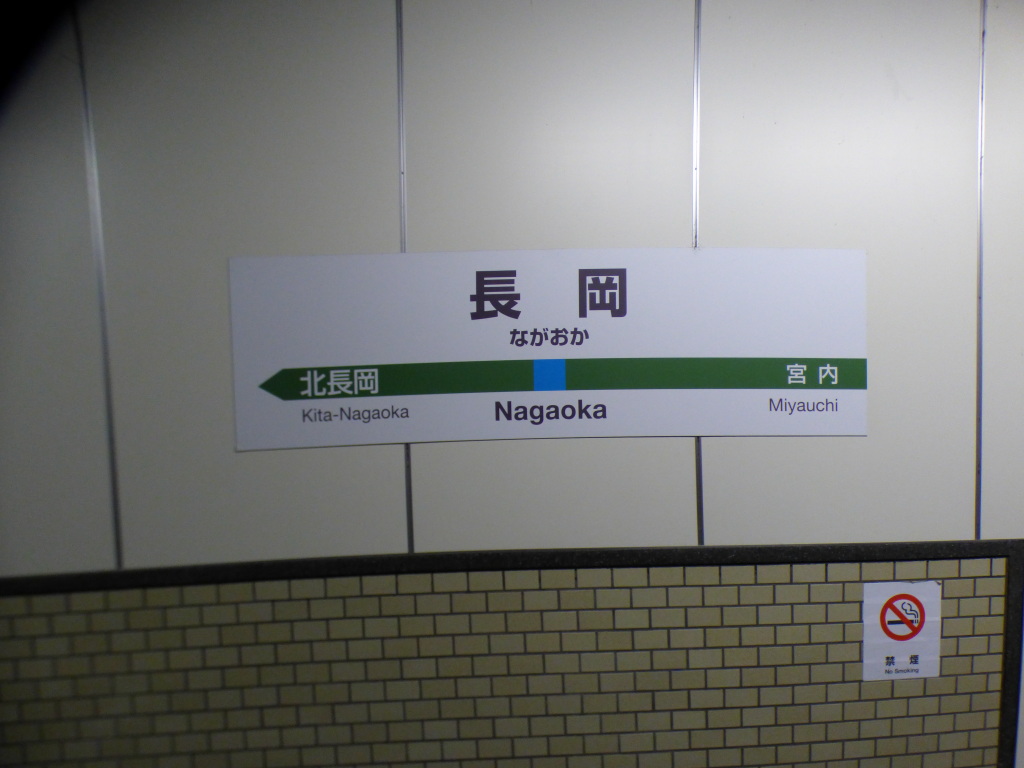 長 岡
ながおか
北長岡
宮 内
Kita-Nagaoka
Nagaoka
Miyauchi
禁 煙
No Smoking